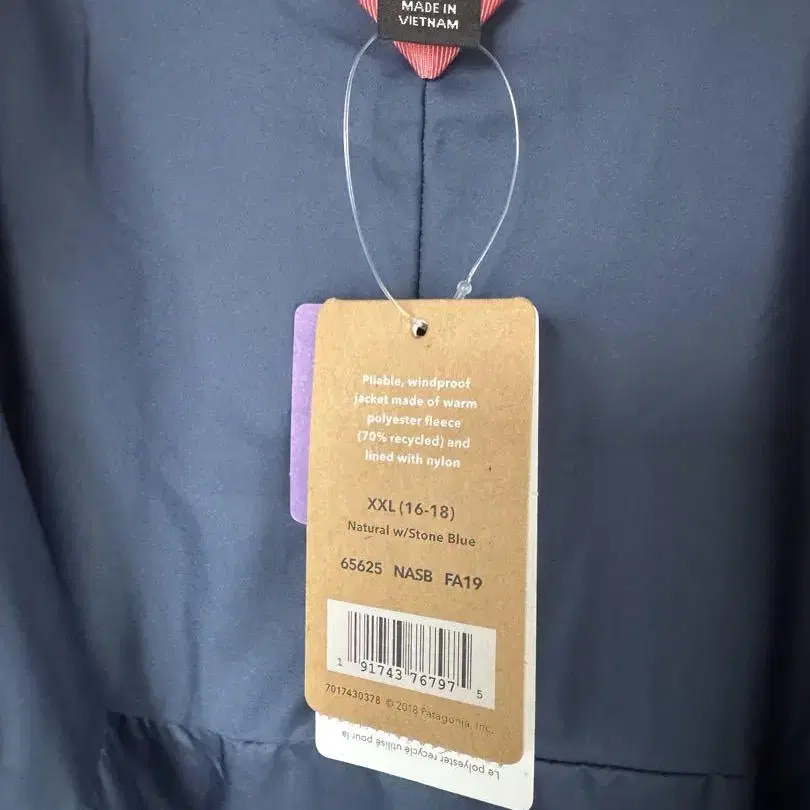 MADE IN
VIETNAM
Pliable, windproof
jacket made of warm
polyester fleece
(70% recycled) and
lined with nylon
XXL (16-18)
Natural w/Stone Blue
65625 NASB FA19
1 91743 76797 5
7017430378 © 2018 Patagonia, Inc.
Le polyester recyclé utilisé pour la